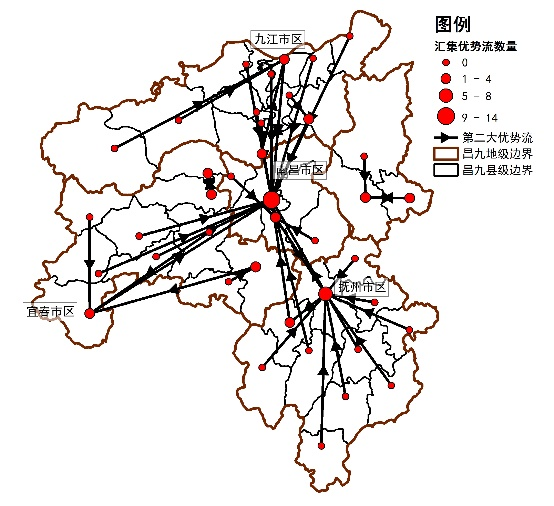 图例
汇集优势流数量
0
1 - 4
5 - 8
9 - 14
第二大优势流
昌九地级边界
昌九县级边界
九江市区
昌市区
抚州市区
宜春市区